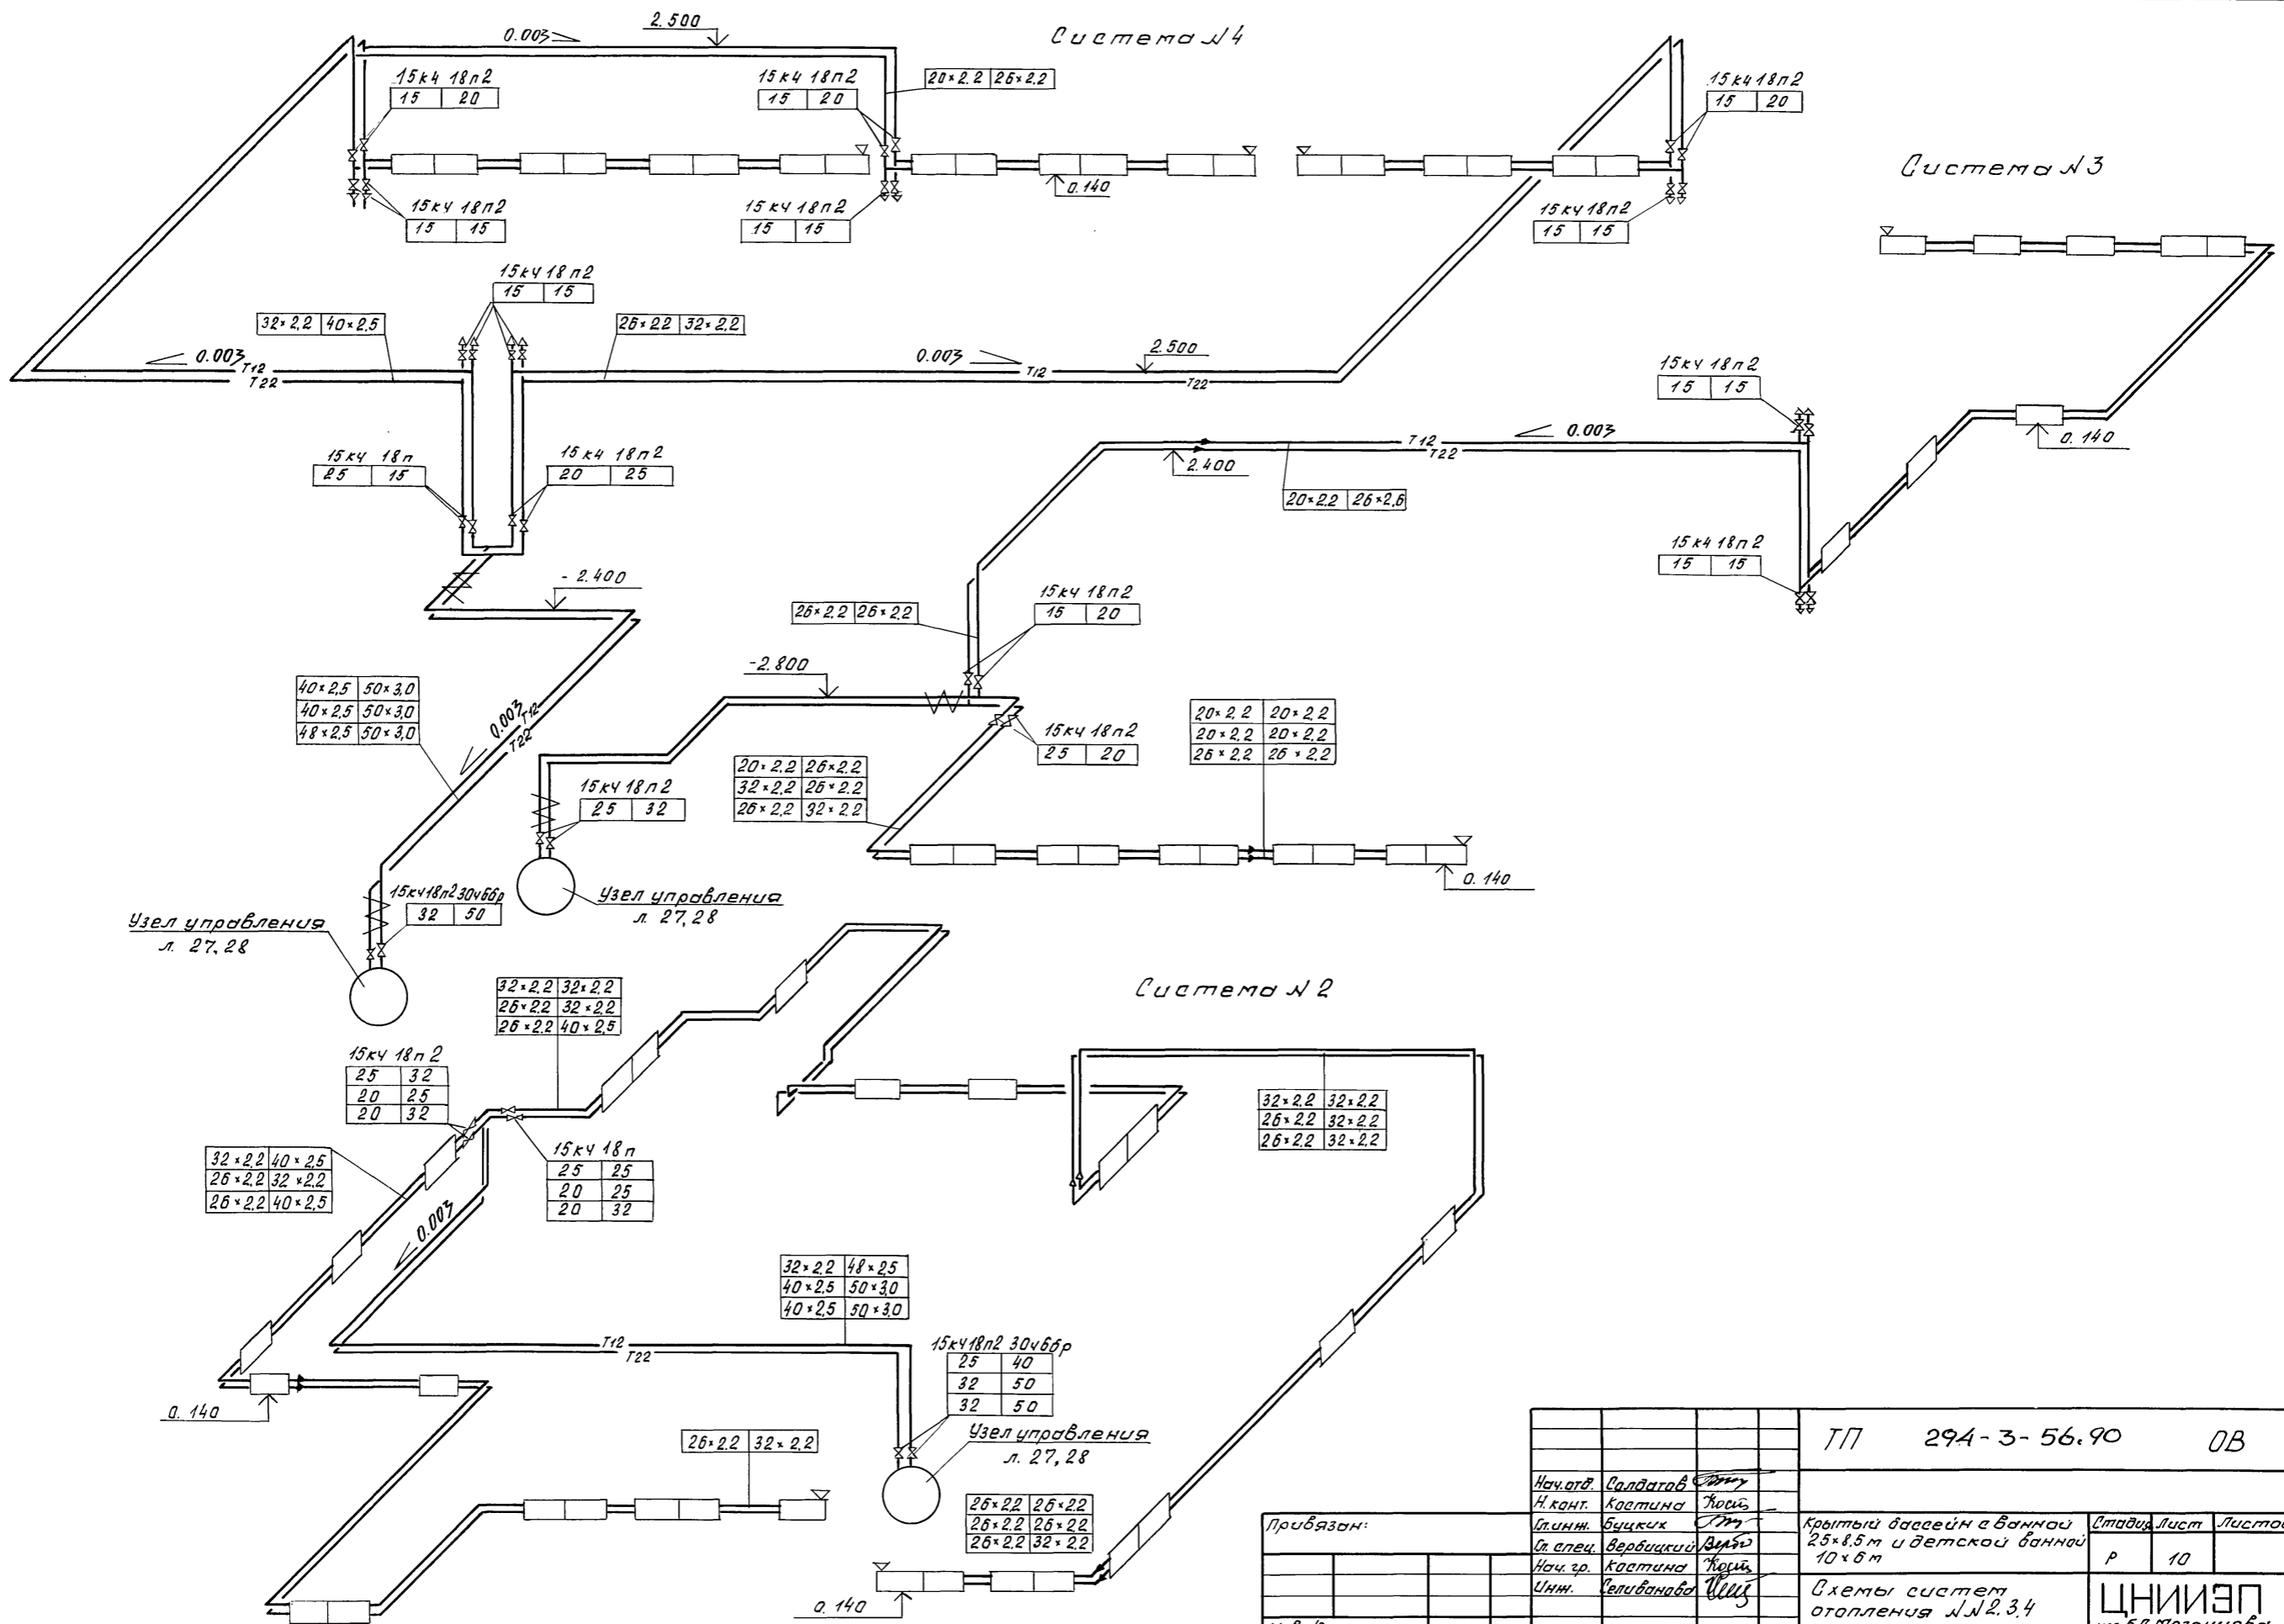 Система №4
0.003
2.500
15кч 18п2
15 20
15кч 18п2
15 20
20×2.2 26×2.2
15кч 18п2
15 20
0.140
15кч 18п2
15 15
15кч 18п2
15 15
15кч 18п2
15 15
Система №3
15кч 18п2
15 15
32×2,2 40×2.5
26×2.2 32×2.2
0.003
Т12
Т22
0.003
2.500
Т12
Т22
15кч 18п
25 15
15кч 18п2
20 25
15кч 18п2
15 15
Т12
Т22
0.003
2.400
20×2.2 26×2,6
0.140
15кч 18п2
15 15
- 2.400
26×2,2 26×2,2
15кч 18п2
15 20
-2.800
40×2,5 50×3,0
40×2,5 50×3,0
48×2,5 50×3,0
0.003
Т12
Т22
15кч 18п2
25 20
20×2,2 20×2,2
20×2,2 20×2,2
26×2,2 26×2,2
20×2,2 26×2.2
32×2,2 26×2.2
26×2,2 32×2.2
15кч 18п2
25 32
0.140
Узел управления
л. 27,28
15кч18п2 30ч6бр
32 50
Узел управления
л. 27,28
Система №2
32×2.2 32×2.2
26×2.2 32×2.2
26×2.2 40×2,5
15кч 18п2
25 32
20 25
20 32
32×2.2 40×2,5
26×2,2 32×2.2
26×2,2 40×2.5
15кч 18п
25 25
20 25
20 32
0.003
32×2.2 32×2.2
26×2.2 32×2.2
26×2.2 32×2.2
32×2.2 48×2.5
40×2,5 50×3,0
40×2,5 50×3,0
Т12
Т22
15кч18п2 30ч6бр
25 40
32 50
32 50
Узел управления
л. 27, 28
0.140
26×2.2 32×2,2
26×2.2 26×2.2
26×2.2 26×2.2
26×2.2 32×2.2
0.140
ТП 294-3-56.90 ОВ
Нач.отд. Солдатов
Н.конт. Костина
Гл.инж. Буцких
Гл.спец. Вербицкий
Нач.гр. Костина
Инж. Селиванова
Привязан:
Крытый бассейн с ванной
25×8,5 м и детской ванной
10×6 м
Стадия Лист Листов
Р 10
Схемы систем
отопления №№2,3,4
ЦНИИЭП